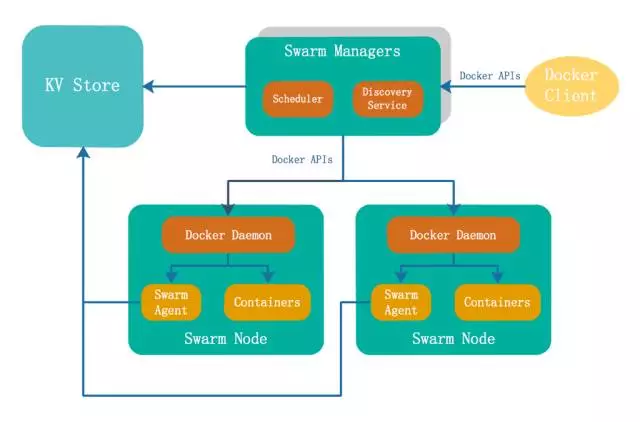 KV Store
Swarm Managers
Scheduler
Discovery
Service
Docker APIs
Docker
Client
Docker APIs
Docker Daemon
Swarm
Agent
Containers
Swarm Node
Docker Daemon
Swarm
Agent
Containers
Swarm Node